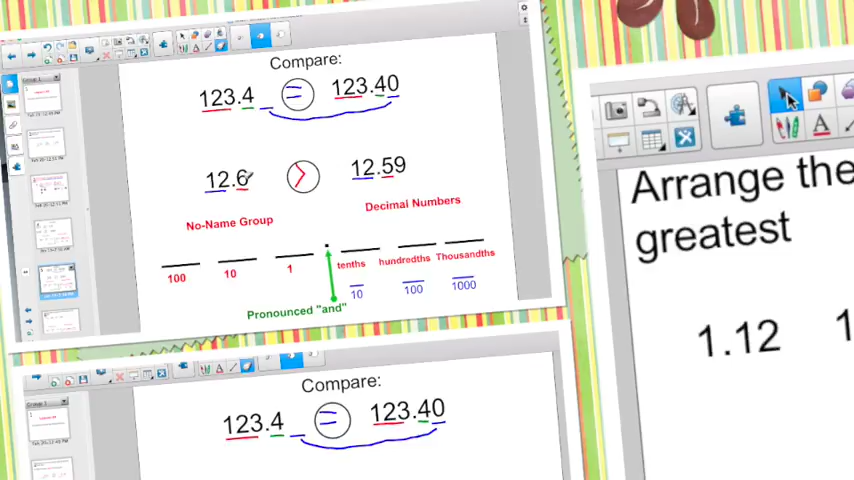 Compare:
123.4 = 123.40
12.6 > 12.59
No-Name Group
Decimal Numbers
100 10 1 . tenths hundredths Thousandths
10 100 1000
Pronounced "and"
Compare:
123.4 = 123.40
Arrange the
greatest
1.12 1